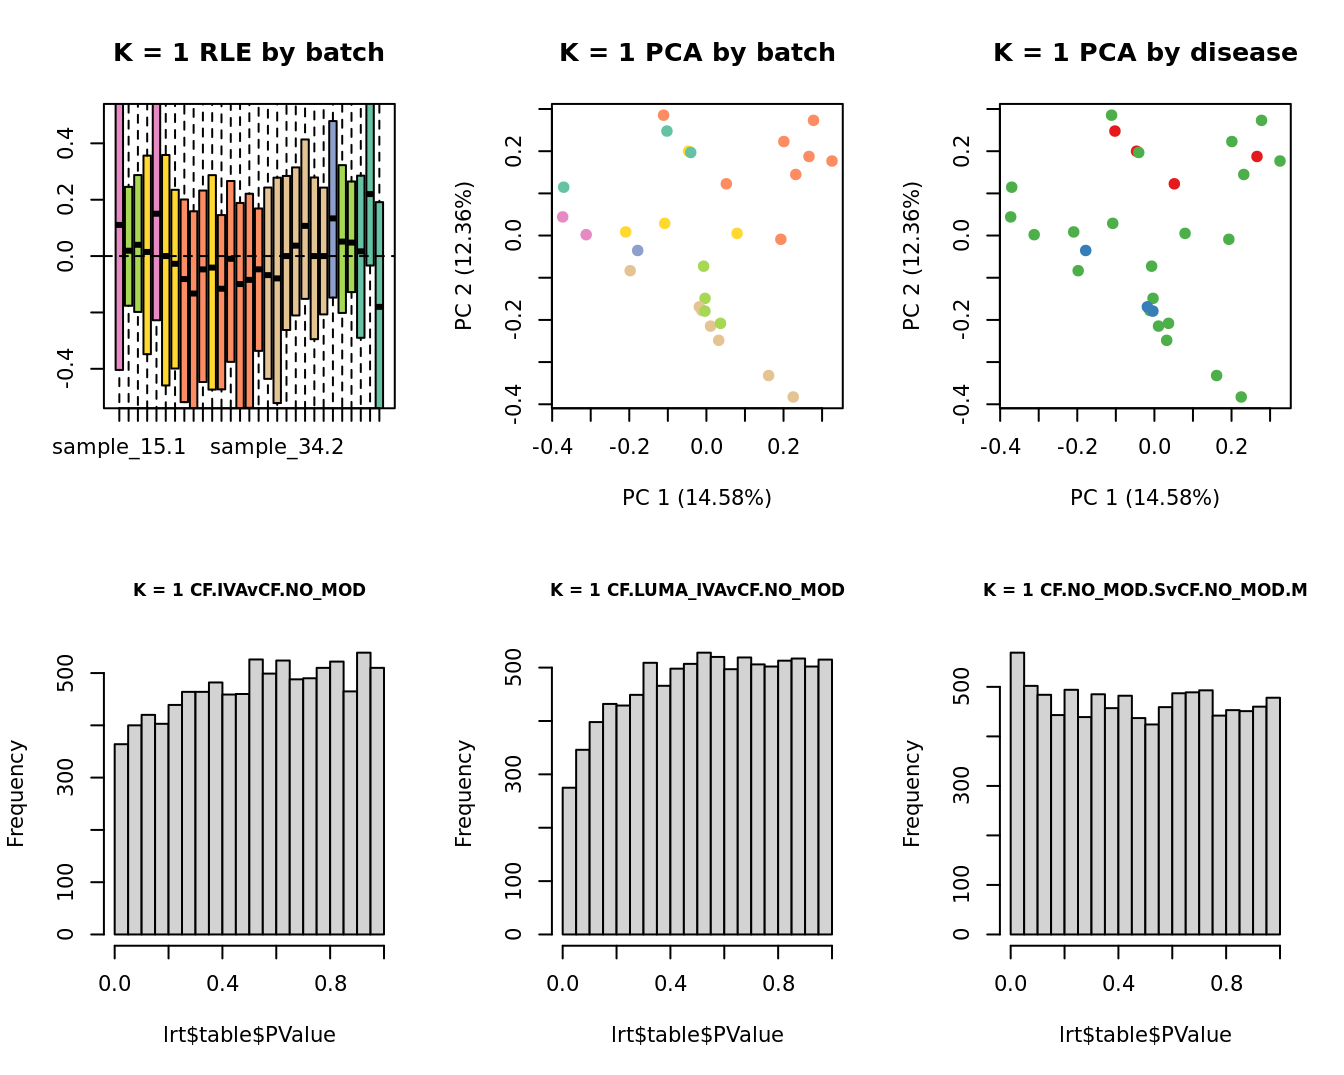 K = 1 RLE by batch
-0.4 0.0 0.2 0.4
sample_15.1 sample_34.2
K = 1 PCA by batch
PC 2 (12.36%)
-0.4 -0.2 0.0 0.2
-0.4 -0.2 0.0 0.2
PC 1 (14.58%)
K = 1 PCA by disease
PC 2 (12.36%)
-0.4 -0.2 0.0 0.2
-0.4 -0.2 0.0 0.2
PC 1 (14.58%)
K = 1 CF.IVAvCF.NO_MOD
Frequency
0 100 300 500
0.0 0.4 0.8
lrt$table$PValue
K = 1 CF.LUMA_IVAvCF.NO_MOD
Frequency
0 100 300 500
0.0 0.4 0.8
lrt$table$PValue
K = 1 CF.NO_MOD.SvCF.NO_MOD.M
Frequency
0 100 300 500
0.0 0.4 0.8
lrt$table$PValue